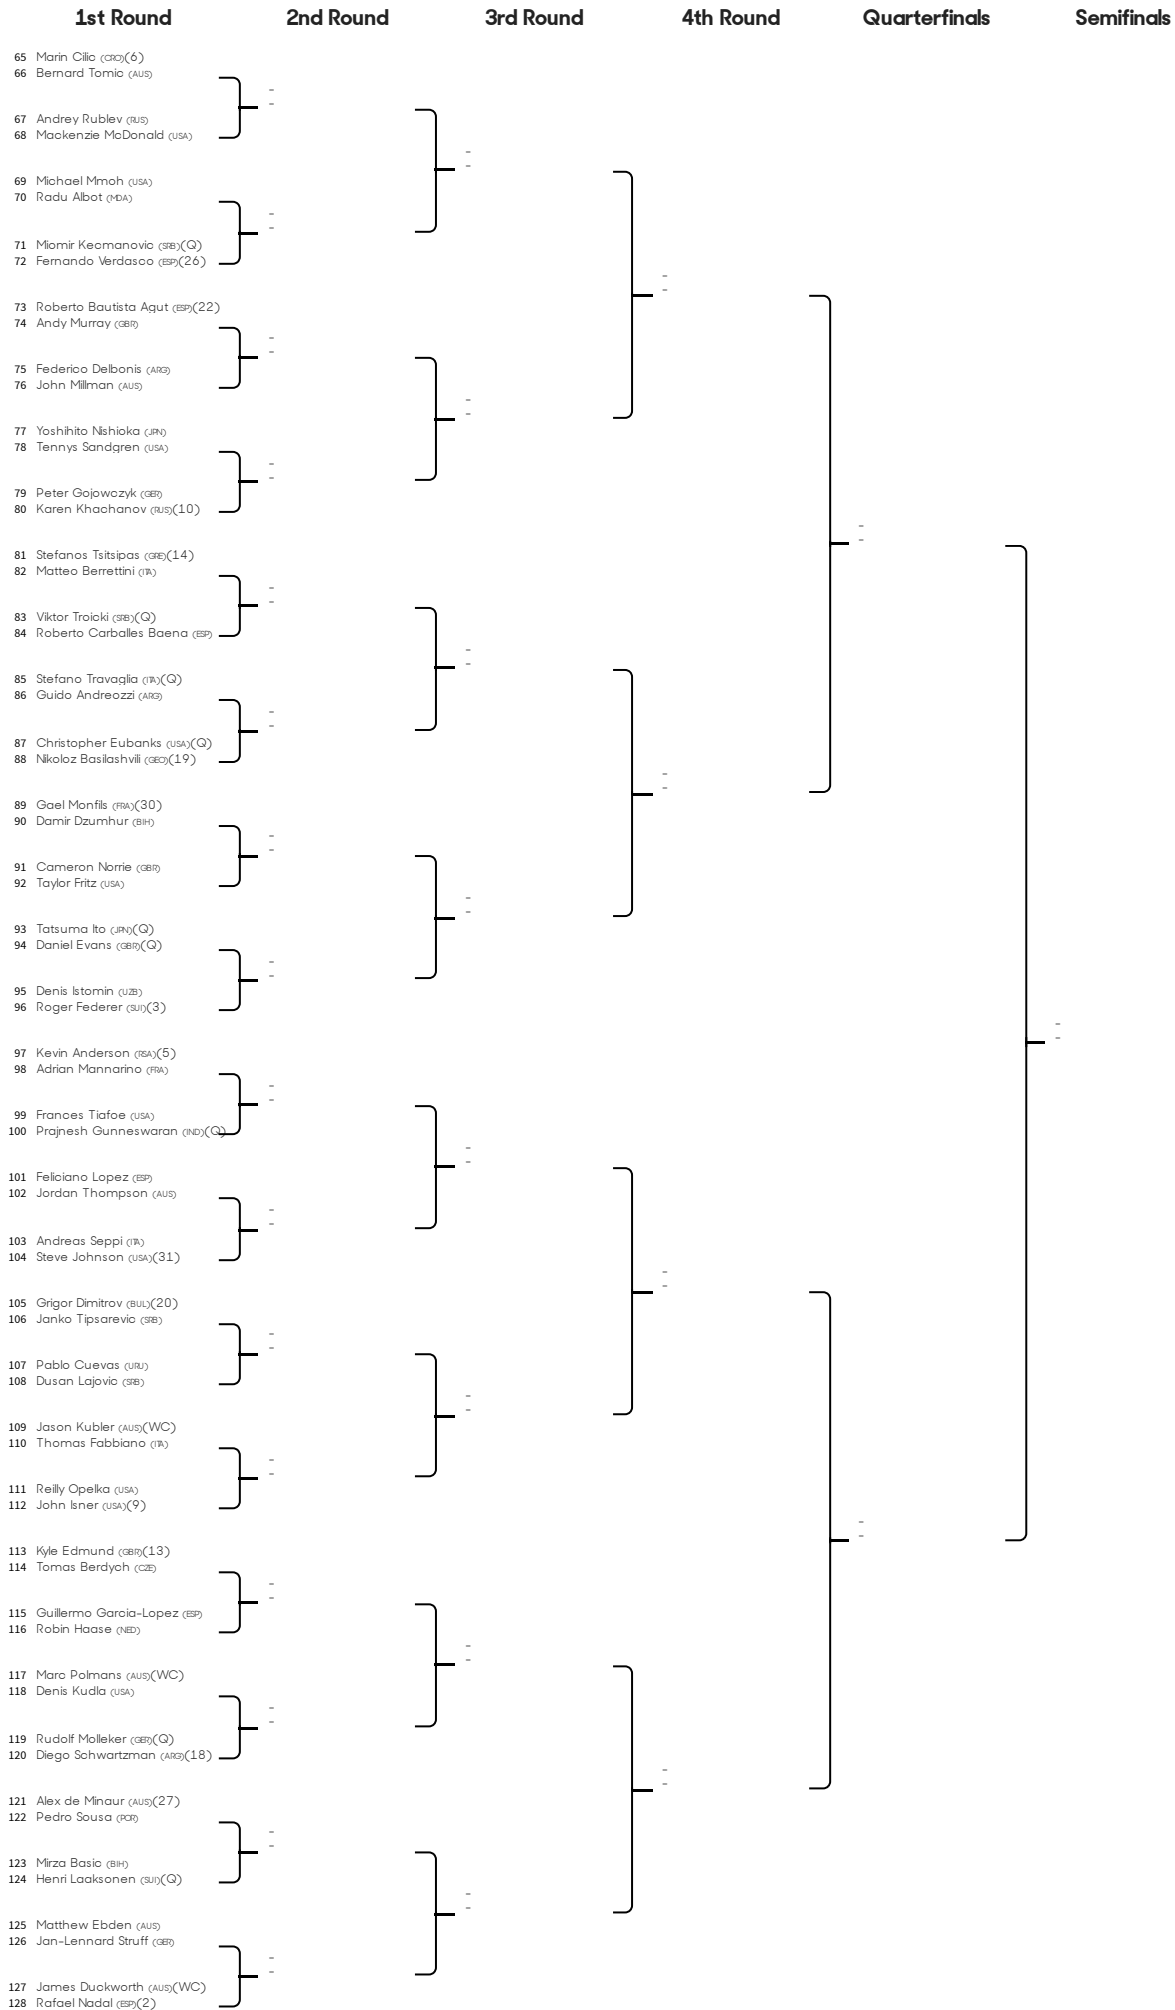 1st Round 2nd Round 3rd Round 4th Round Quarterfinals Semifinals
65 Marin Cilic (CRO)(6)
66 Bernard Tomic (AUS)
67 Andrey Rublev (RUS)
68 Mackenzie McDonald (USA)
69 Michael Mmoh (USA)
70 Radu Albot (MDA)
71 Miomir Kecmanovic (SRB)(Q)
72 Fernando Verdasco (ESP)(26)
73 Roberto Bautista Agut (ESP)(22)
74 Andy Murray (GBR)
75 Federico Delbonis (ARG)
76 John Millman (AUS)
77 Yoshihito Nishioka (JPN)
78 Tennys Sandgren (USA)
79 Peter Gojowczyk (GER)
80 Karen Khachanov (RUS)(10)
81 Stefanos Tsitsipas (GRE)(14)
82 Matteo Berrettini (ITA)
83 Viktor Troicki (SRB)(Q)
84 Roberto Carballes Baena (ESP)
85 Stefano Travaglia (ITA)(Q)
86 Guido Andreozzi (ARG)
87 Christopher Eubanks (USA)(Q)
88 Nikoloz Basilashvili (GEO)(19)
89 Gael Monfils (FRA)(30)
90 Damir Dzumhur (BIH)
91 Cameron Norrie (GBR)
92 Taylor Fritz (USA)
93 Tatsuma Ito (JPN)(Q)
94 Daniel Evans (GBR)(Q)
95 Denis Istomin (UZB)
96 Roger Federer (SUI)(3)
97 Kevin Anderson (RSA)(5)
98 Adrian Mannarino (FRA)
99 Frances Tiafoe (USA)
100 Prajnesh Gunneswaran (IND)(Q)
101 Feliciano Lopez (ESP)
102 Jordan Thompson (AUS)
103 Andreas Seppi (ITA)
104 Steve Johnson (USA)(31)
105 Grigor Dimitrov (BUL)(20)
106 Janko Tipsarevic (SRB)
107 Pablo Cuevas (URU)
108 Dusan Lajovic (SRB)
109 Jason Kubler (AUS)(WC)
110 Thomas Fabbiano (ITA)
111 Reilly Opelka (USA)
112 John Isner (USA)(9)
113 Kyle Edmund (GBR)(13)
114 Tomas Berdych (CZE)
115 Guillermo Garcia-Lopez (ESP)
116 Robin Haase (NED)
117 Marc Polmans (AUS)(WC)
118 Denis Kudla (USA)
119 Rudolf Molleker (GER)(Q)
120 Diego Schwartzman (ARG)(18)
121 Alex de Minaur (AUS)(27)
122 Pedro Sousa (POR)
123 Mirza Basic (BIH)
124 Henri Laaksonen (SUI)(Q)
125 Matthew Ebden (AUS)
126 Jan-Lennard Struff (GER)
127 James Duckworth (AUS)(WC)
128 Rafael Nadal (ESP)(2)